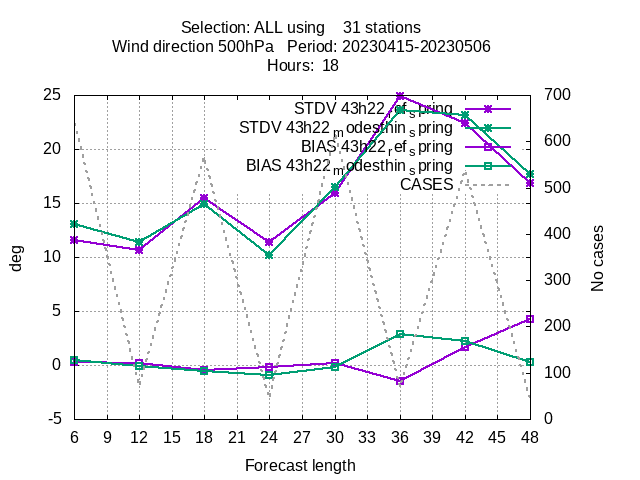 Selection: ALL using    31 stations
Wind direction 500hPa   Period: 20230415-20230506
Hours:  18
STDV 43h22_ref_spring
STDV 43h22_modesthin_spring
BIAS 43h22_ref_spring
BIAS 43h22_modesthin_spring
CASES
25
20
15
10
5
0
-5
deg
700
600
500
400
300
200
100
0
No cases
6 9 12 15 18 21 24 27 30 33 36 39 42 45 48
Forecast length